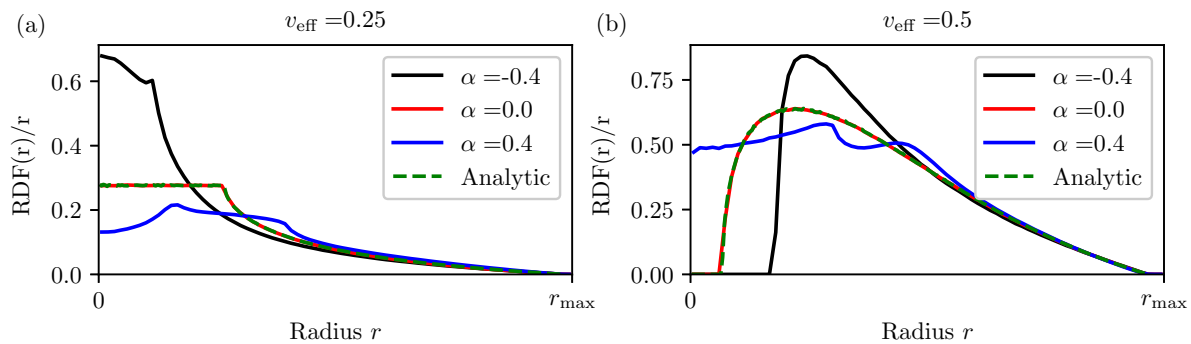 (a)
v_eff =0.25
RDF(r)/r
0.6
0.4
0.2
0.0
α =-0.4
α =0.0
α =0.4
Analytic
0
r_max
Radius r
(b)
v_eff =0.5
RDF(r)/r
0.75
0.50
0.25
0.00
α =-0.4
α =0.0
α =0.4
Analytic
0
r_max
Radius r